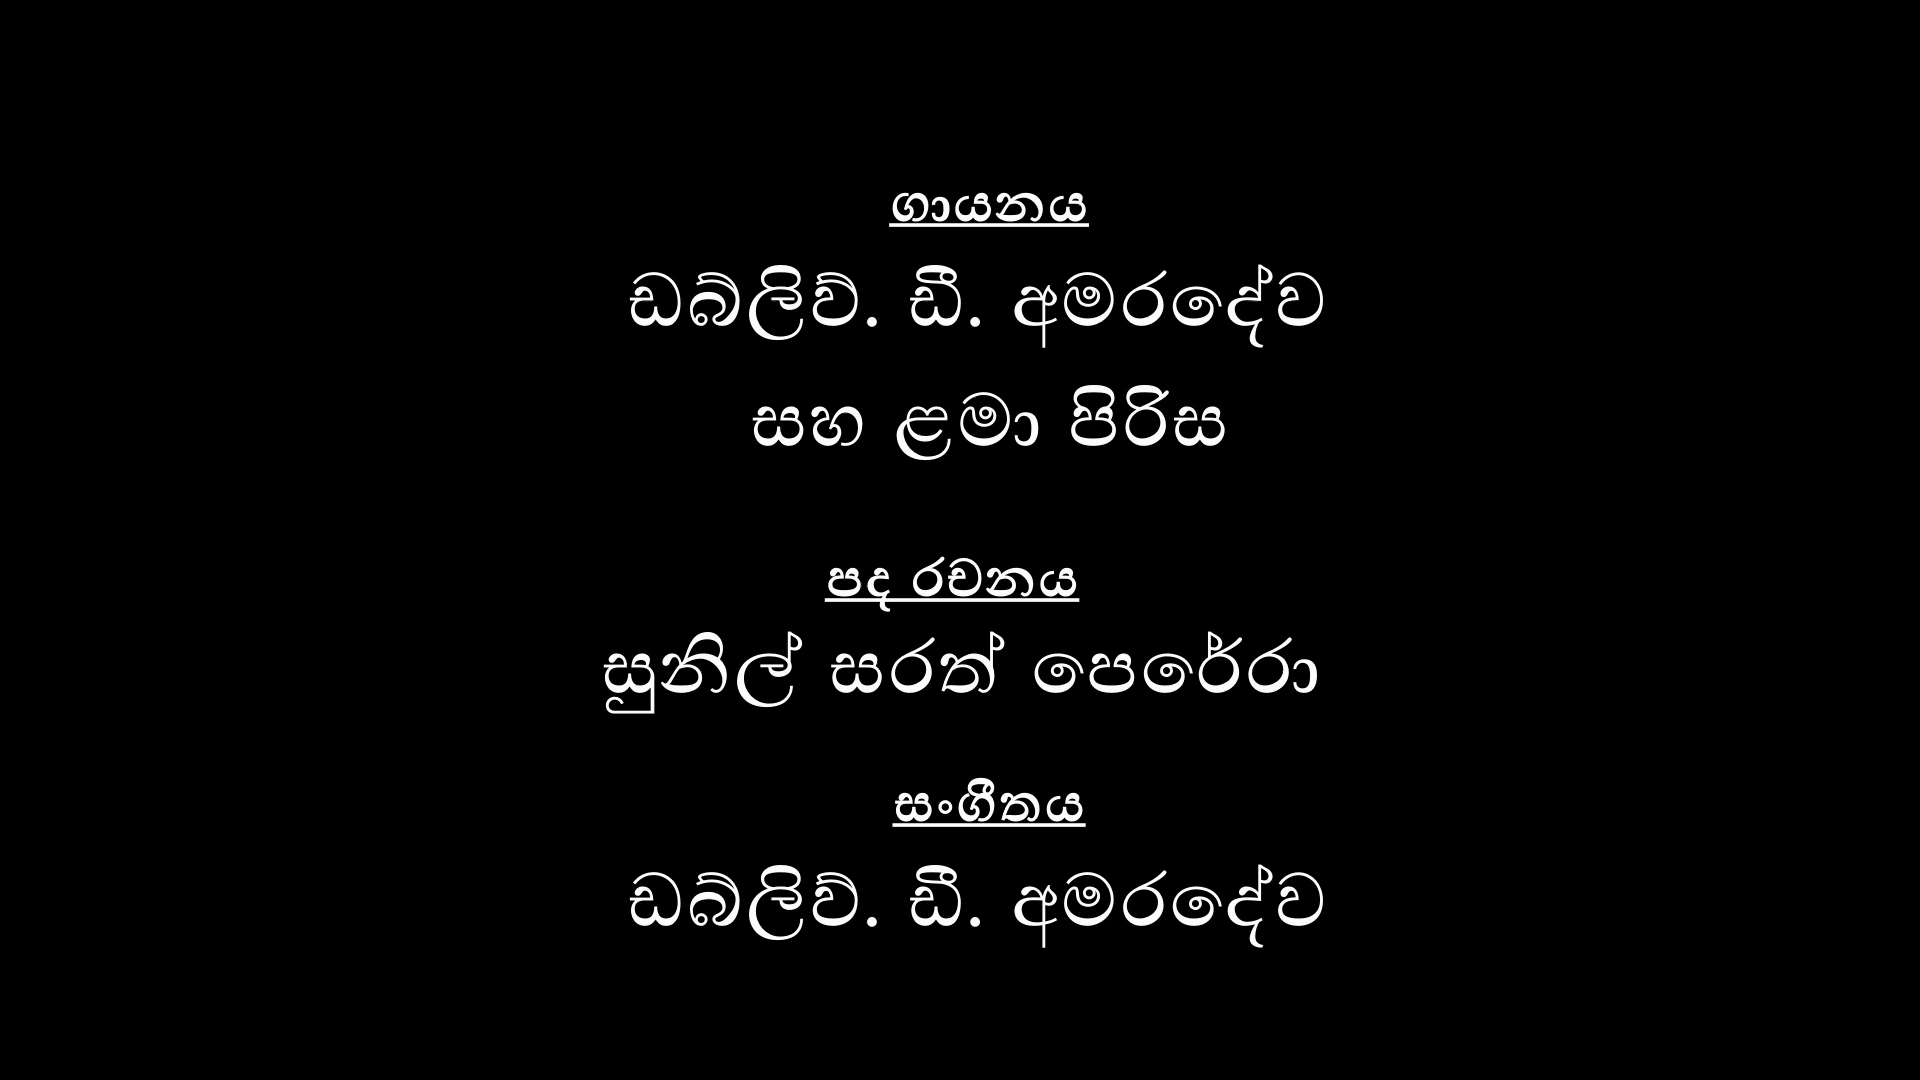 ගායනය
ඩබ්ලිව්. ඩී. අමරදේව
සහ ළමා පිරිස
පද රචනය
සුනිල් සරත් පෙරේරා
සංගීතය
ඩබ්ලිව්. ඩී. අමරදේව